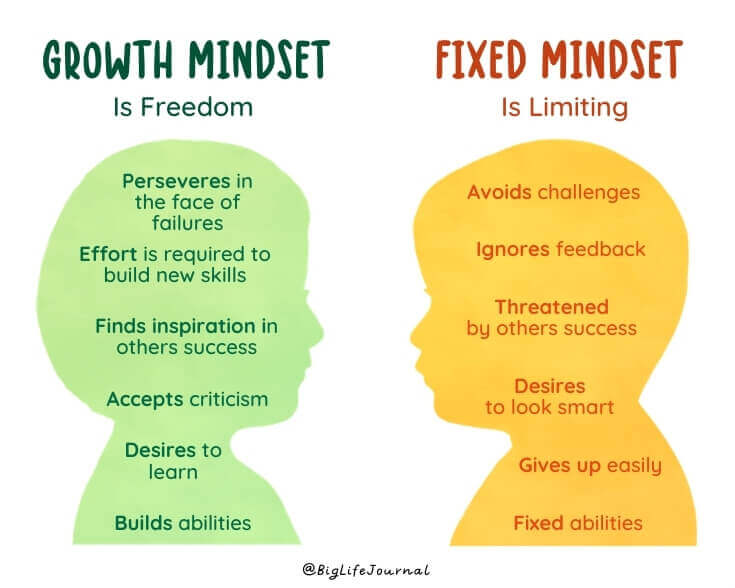 GROWTH MINDSET
Is Freedom
Perseveres in
the face of
failures
Effort is required to
build new skills
Finds inspiration in
others success
Accepts criticism
Desires to
learn
Builds abilities
FIXED MINDSET
Is Limiting
Avoids challenges
Ignores feedback
Threatened
by others success
Desires
to look smart
Gives up easily
Fixed abilities
@BigLifeJournal